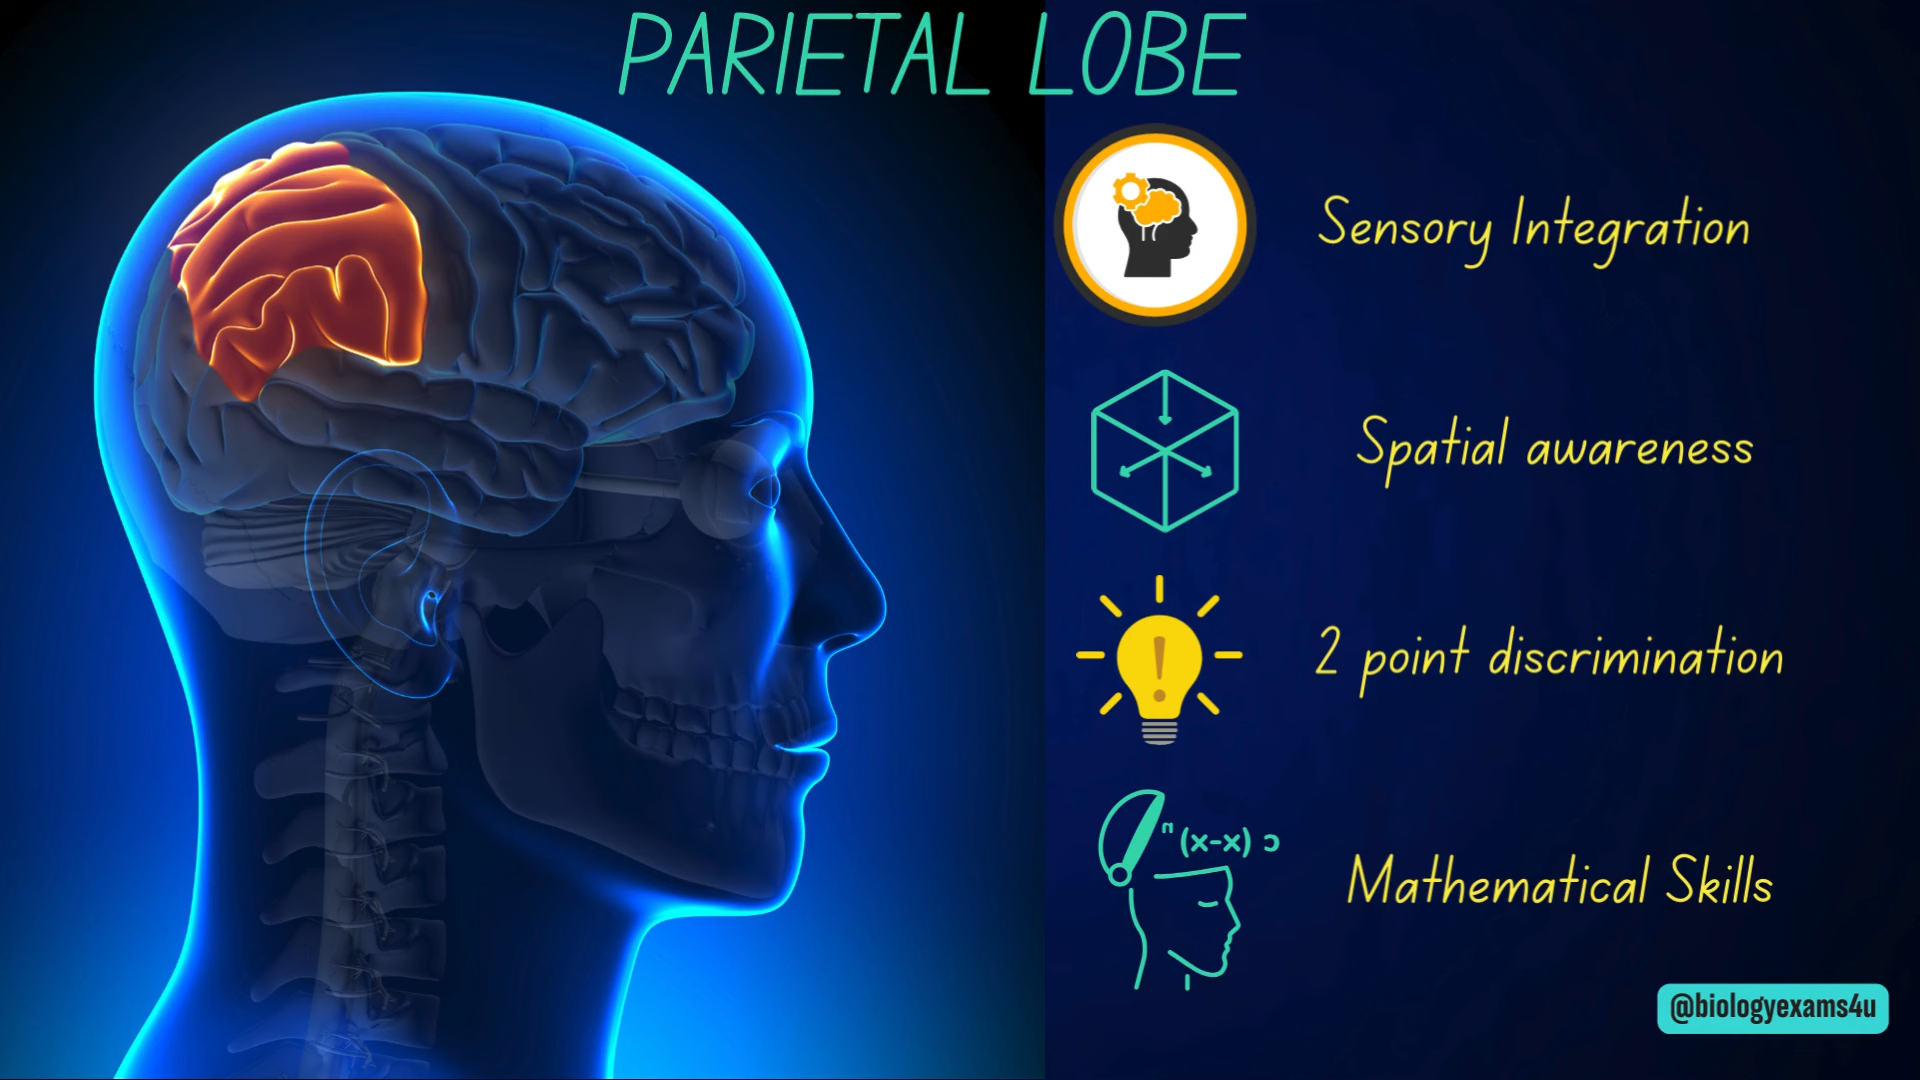 PARIETAL LOBE
Sensory Integration
Spatial awareness
2 point discrimination
n (x-x) ɔ
Mathematical Skills
@biologyexams4u